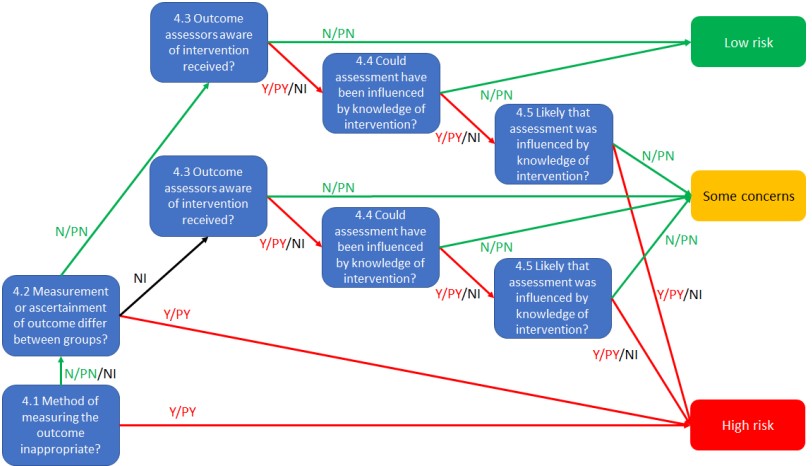 4.3 Outcome
assessors aware
of intervention
received?
N/PN
Low risk
Y/PY/NI
4.4 Could
assessment have
been influenced
by knowledge of
intervention?
N/PN
Y/PY/NI
4.5 Likely that
assessment was
influenced by
knowledge of
intervention?
N/PN
N/PN
4.3 Outcome
assessors aware
of intervention
received?
N/PN
Some concerns
Y/PY/NI
4.4 Could
assessment have
been influenced
by knowledge of
intervention?
N/PN
Y/PY/NI
4.5 Likely that
assessment was
influenced by
knowledge of
intervention?
N/PN
Y/PY/NI
Y/PY/NI
NI
4.2 Measurement
or ascertainment
of outcome differ
between groups?
Y/PY
N/PN/NI
4.1 Method of
measuring the
outcome
inappropriate?
Y/PY
High risk